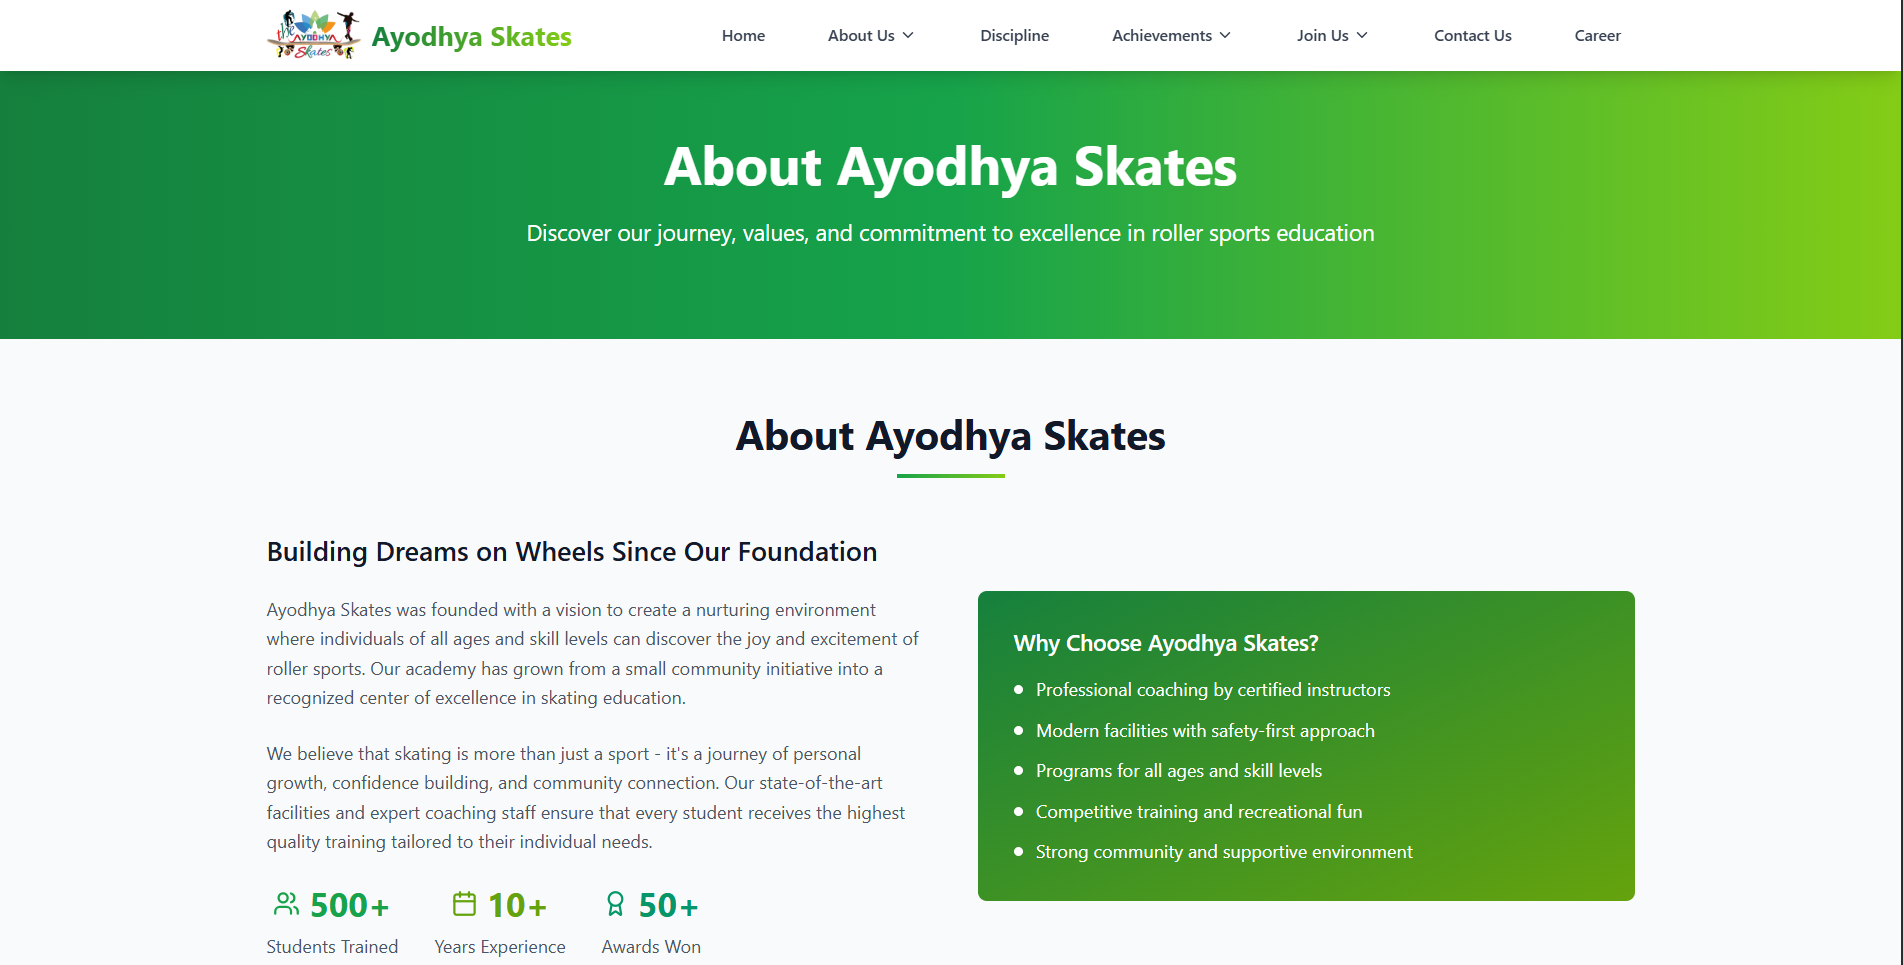 the
AYODHYA
Skates
Ayodhya Skates
Home
About Us
Discipline
Achievements
Join Us
Contact Us
Career
About Ayodhya Skates
Discover our journey, values, and commitment to excellence in roller sports education
About Ayodhya Skates
Building Dreams on Wheels Since Our Foundation
Ayodhya Skates was founded with a vision to create a nurturing environment
where individuals of all ages and skill levels can discover the joy and excitement of
roller sports. Our academy has grown from a small community initiative into a
recognized center of excellence in skating education.
We believe that skating is more than just a sport - it's a journey of personal
growth, confidence building, and community connection. Our state-of-the-art
facilities and expert coaching staff ensure that every student receives the highest
quality training tailored to their individual needs.
500+
Students Trained
10+
Years Experience
50+
Awards Won
Why Choose Ayodhya Skates?
Professional coaching by certified instructors
Modern facilities with safety-first approach
Programs for all ages and skill levels
Competitive training and recreational fun
Strong community and supportive environment